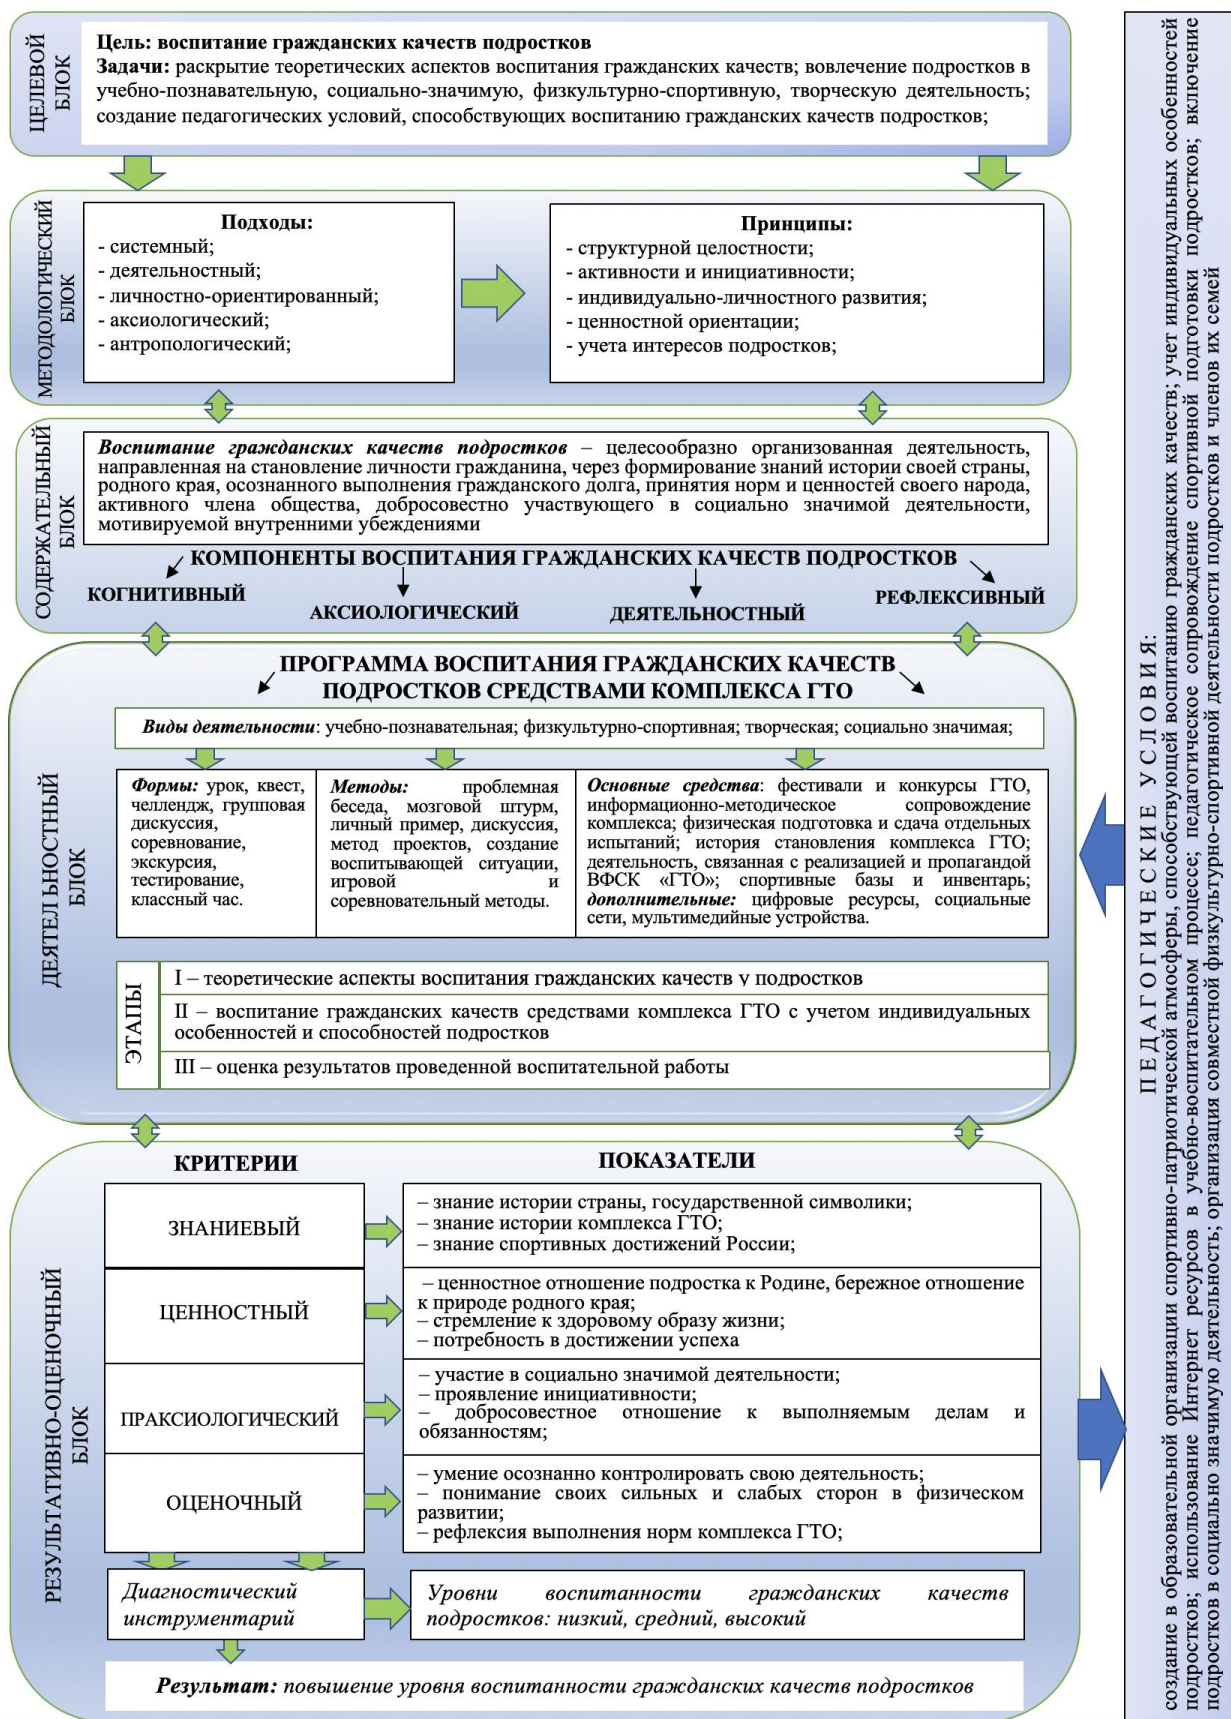 ЦЕЛЕВОЙ
БЛОК
Цель: воспитание гражданских качеств подростков
Задачи: раскрытие теоретических аспектов воспитания гражданских качеств; вовлечение подростков в
учебно-познавательную, социально-значимую, физкультурно-спортивную, творческую деятельность;
создание педагогических условий, способствующих воспитанию гражданских качеств подростков;
МЕТОДОЛОГИЧЕСКИЙ
БЛОК
Подходы:
- системный;
- деятельностный;
- личностно-ориентированный;
- аксиологический;
- антропологический;
Принципы:
- структурной целостности;
- активности и инициативности;
- индивидуально-личностного развития;
- ценностной ориентации;
- учета интересов подростков;
СОДЕРЖАТЕЛЬНЫЙ
БЛОК
Воспитание гражданских качеств подростков – целесообразно организованная деятельность,
направленная на становление личности гражданина, через формирование знаний истории своей страны,
родного края, осознанного выполнения гражданского долга, принятия норм и ценностей своего народа,
активного члена общества, добросовестно участвующего в социально значимой деятельности,
мотивируемой внутренними убеждениями
КОМПОНЕНТЫ ВОСПИТАНИЯ ГРАЖДАНСКИХ КАЧЕСТВ ПОДРОСТКОВ
КОГНИТИВНЫЙ
АКСИОЛОГИЧЕСКИЙ
ДЕЯТЕЛЬНОСТНЫЙ
РЕФЛЕКСИВНЫЙ
ДЕЯТЕЛЬНОСТНЫЙ
БЛОК
ПРОГРАММА ВОСПИТАНИЯ ГРАЖДАНСКИХ КАЧЕСТВ
ПОДРОСТКОВ СРЕДСТВАМИ КОМПЛЕКСА ГТО
Виды деятельности: учебно-познавательная; физкультурно-спортивная; творческая; социально значимая;
Формы: урок, квест,
челлендж, групповая
дискуссия,
соревнование,
экскурсия,
тестирование,
классный час.
Методы: проблемная
беседа, мозговой штурм,
личный пример, дискуссия,
метод проектов, создание
воспитывающей ситуации,
игровой и
соревновательный методы.
Основные средства: фестивали и конкурсы ГТО,
информационно-методическое сопровождение
комплекса; физическая подготовка и сдача отдельных
испытаний; история становления комплекса ГТО;
деятельность, связанная с реализацией и пропагандой
ВФСК «ГТО»; спортивные базы и инвентарь;
дополнительные: цифровые ресурсы, социальные
сети, мультимедийные устройства.
ЭТАПЫ
I – теоретические аспекты воспитания гражданских качеств у подростков
II – воспитание гражданских качеств средствами комплекса ГТО с учетом индивидуальных
особенностей и способностей подростков
III – оценка результатов проведенной воспитательной работы
РЕЗУЛЬТАТИВНО-ОЦЕНОЧНЫЙ
БЛОК
КРИТЕРИИ
ПОКАЗАТЕЛИ
ЗНАНИЕВЫЙ
– знание истории страны, государственной символики;
– знание истории комплекса ГТО;
– знание спортивных достижений России;
ЦЕННОСТНЫЙ
– ценностное отношение подростка к Родине, бережное отношение
к природе родного края;
– стремление к здоровому образу жизни;
– потребность в достижении успеха
ПРАКСИОЛОГИЧЕСКИЙ
– участие в социально значимой деятельности;
– проявление инициативности;
– добросовестное отношение к выполняемым делам и
обязанностям;
ОЦЕНОЧНЫЙ
– умение осознанно контролировать свою деятельность;
– понимание своих сильных и слабых сторон в физическом
развитии;
– рефлексия выполнения норм комплекса ГТО;
Диагностический
инструментарий
Уровни воспитанности гражданских качеств
подростков: низкий, средний, высокий
Результат: повышение уровня воспитанности гражданских качеств подростков
ПЕДАГОГИЧЕСКИЕ УСЛОВИЯ:
создание в образовательной организации спортивно-патриотической атмосферы, способствующей воспитанию гражданских качеств; учет индивидуальных особенностей
подростков; использование Интернет ресурсов в учебно-воспитательном процессе; педагогическое сопровождение спортивной подготовки подростков; включение
подростков в социально значимую деятельность; организация совместной физкультурно-спортивной деятельности подростков и членов их семей